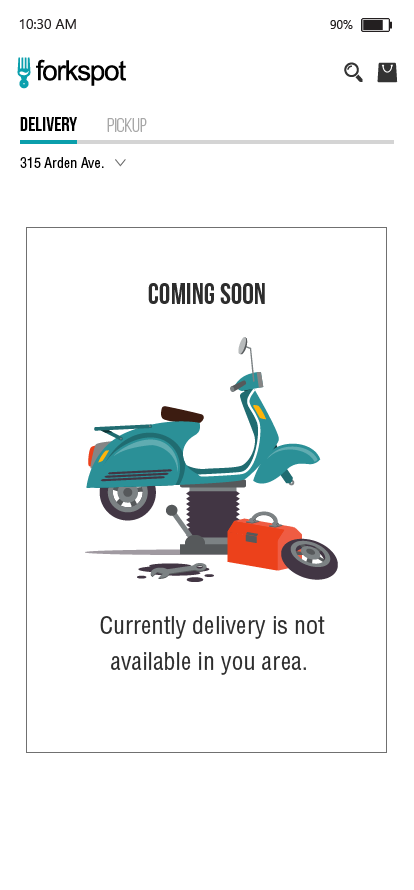 10:30 AM
90%
forkspot
DELIVERY
PICKUP
315 Arden Ave.
COMING SOON
Currently delivery is not
available in you area.